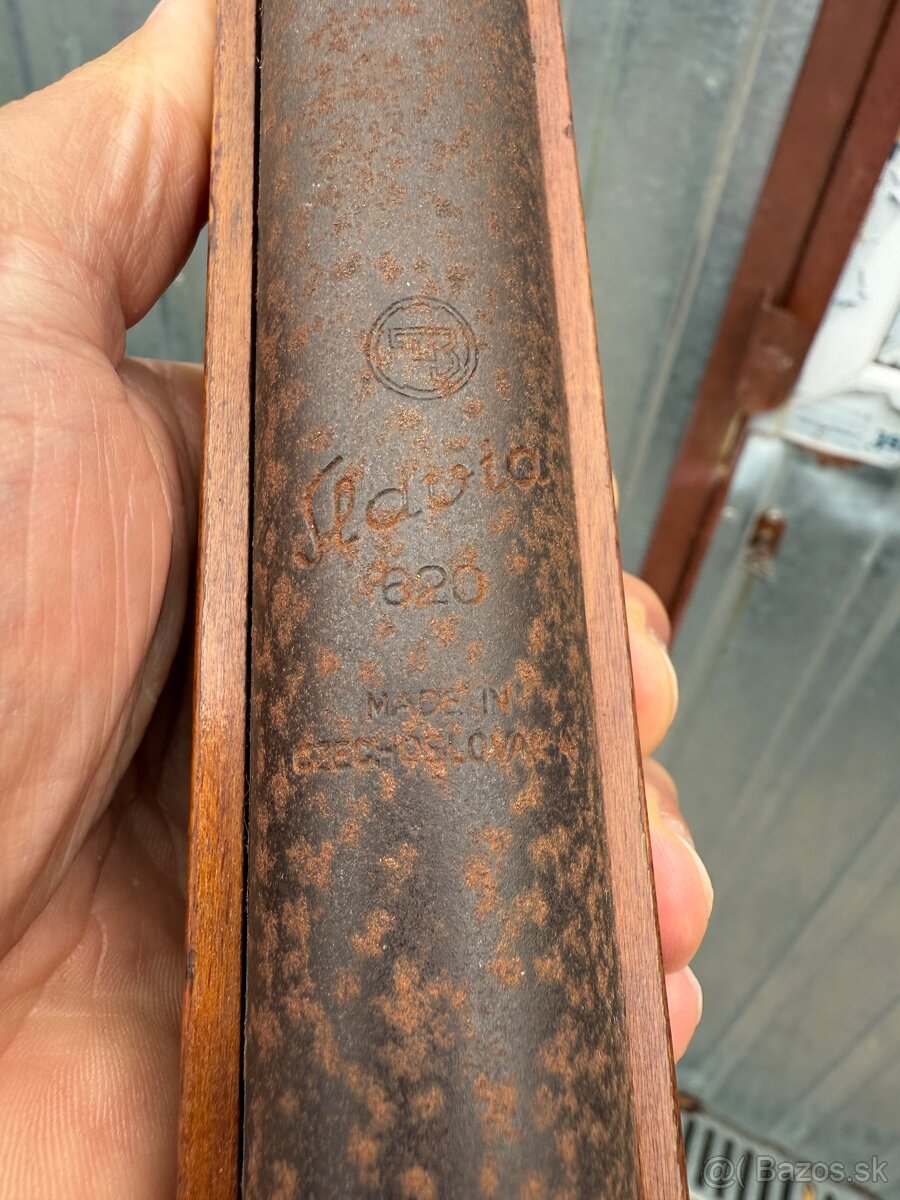 Slavia
620
MADE IN
CZECHOSLOVAKIA
Bazos.sk